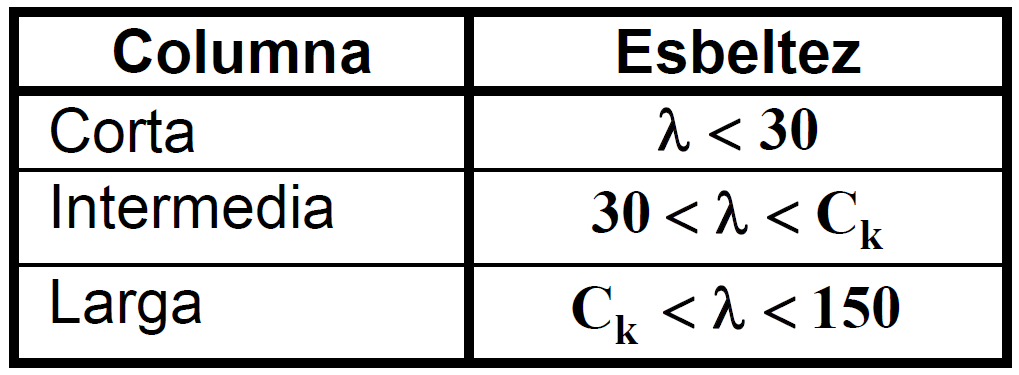 Columna Esbeltez
Corta λ < 30
Intermedia 30 < λ < Cₖ
Larga Cₖ < λ < 150